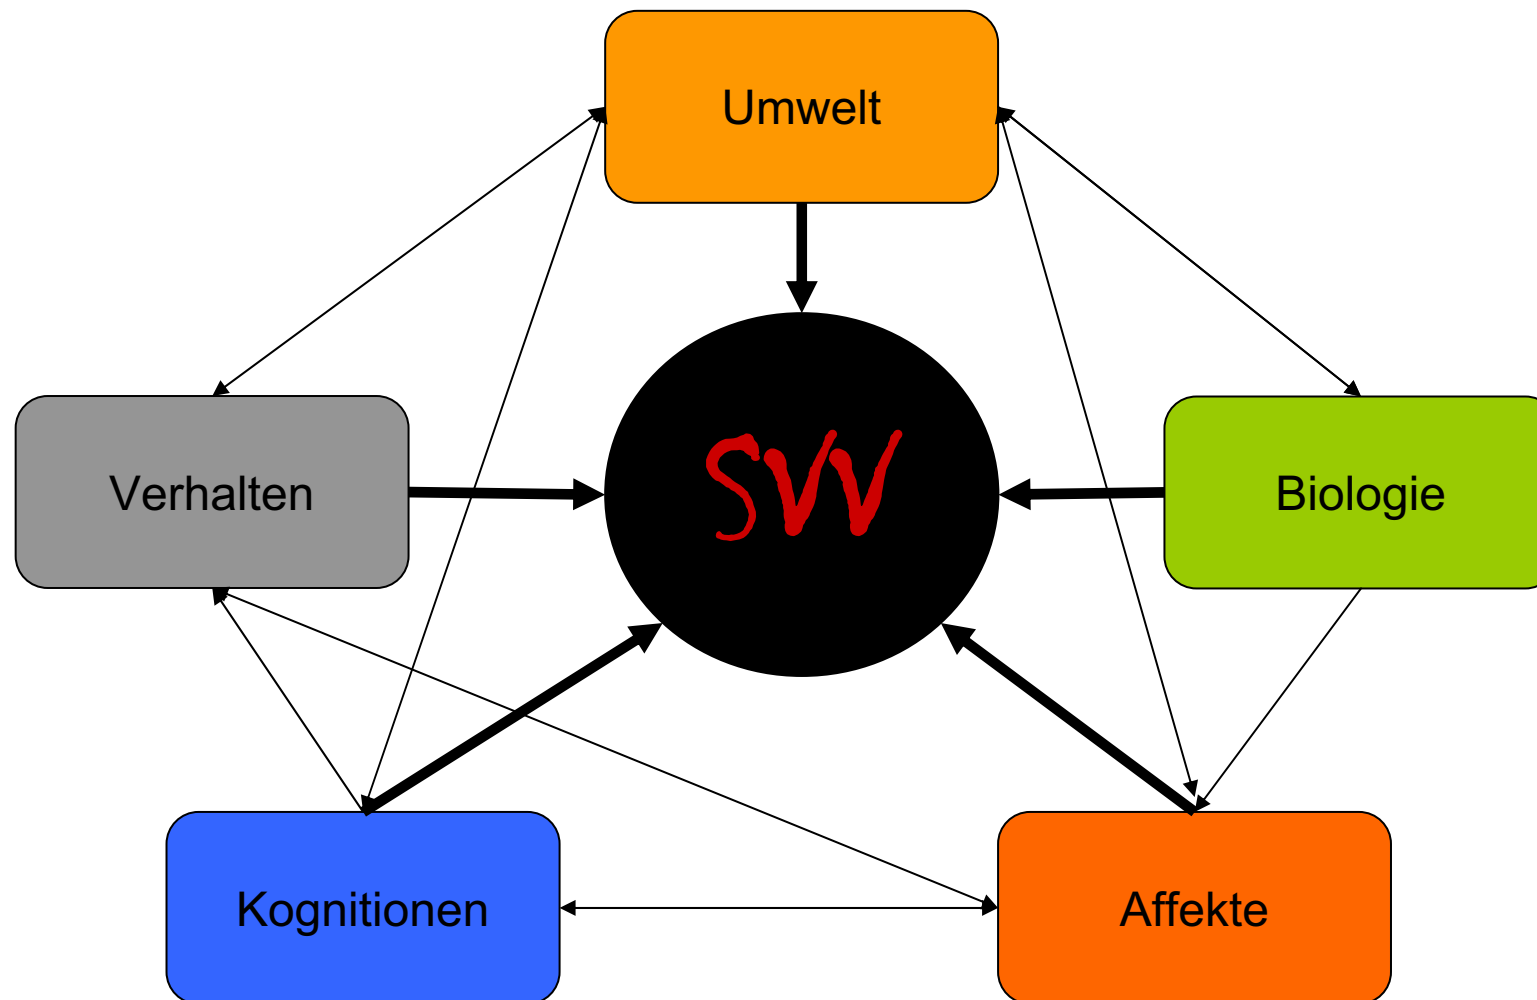 Umwelt
Verhalten
SVV
Biologie
Kognitionen
Affekte